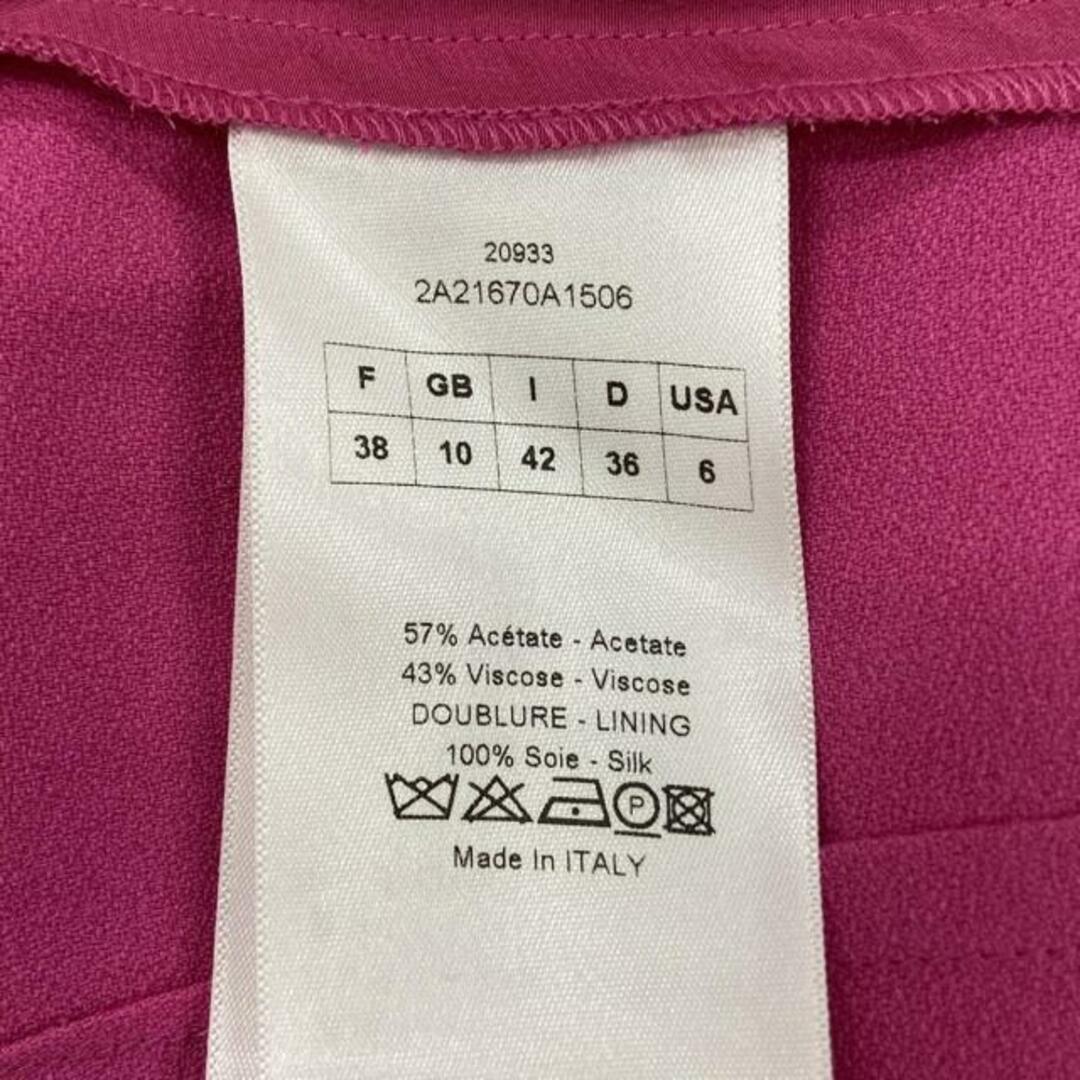 20933
2A21670A1506
F GB I D USA
38 10 42 36 6
57% Acétate - Acetate
43% Viscose - Viscose
DOUBLURE - LINING
100% Soie - Silk
P
Made In ITALY